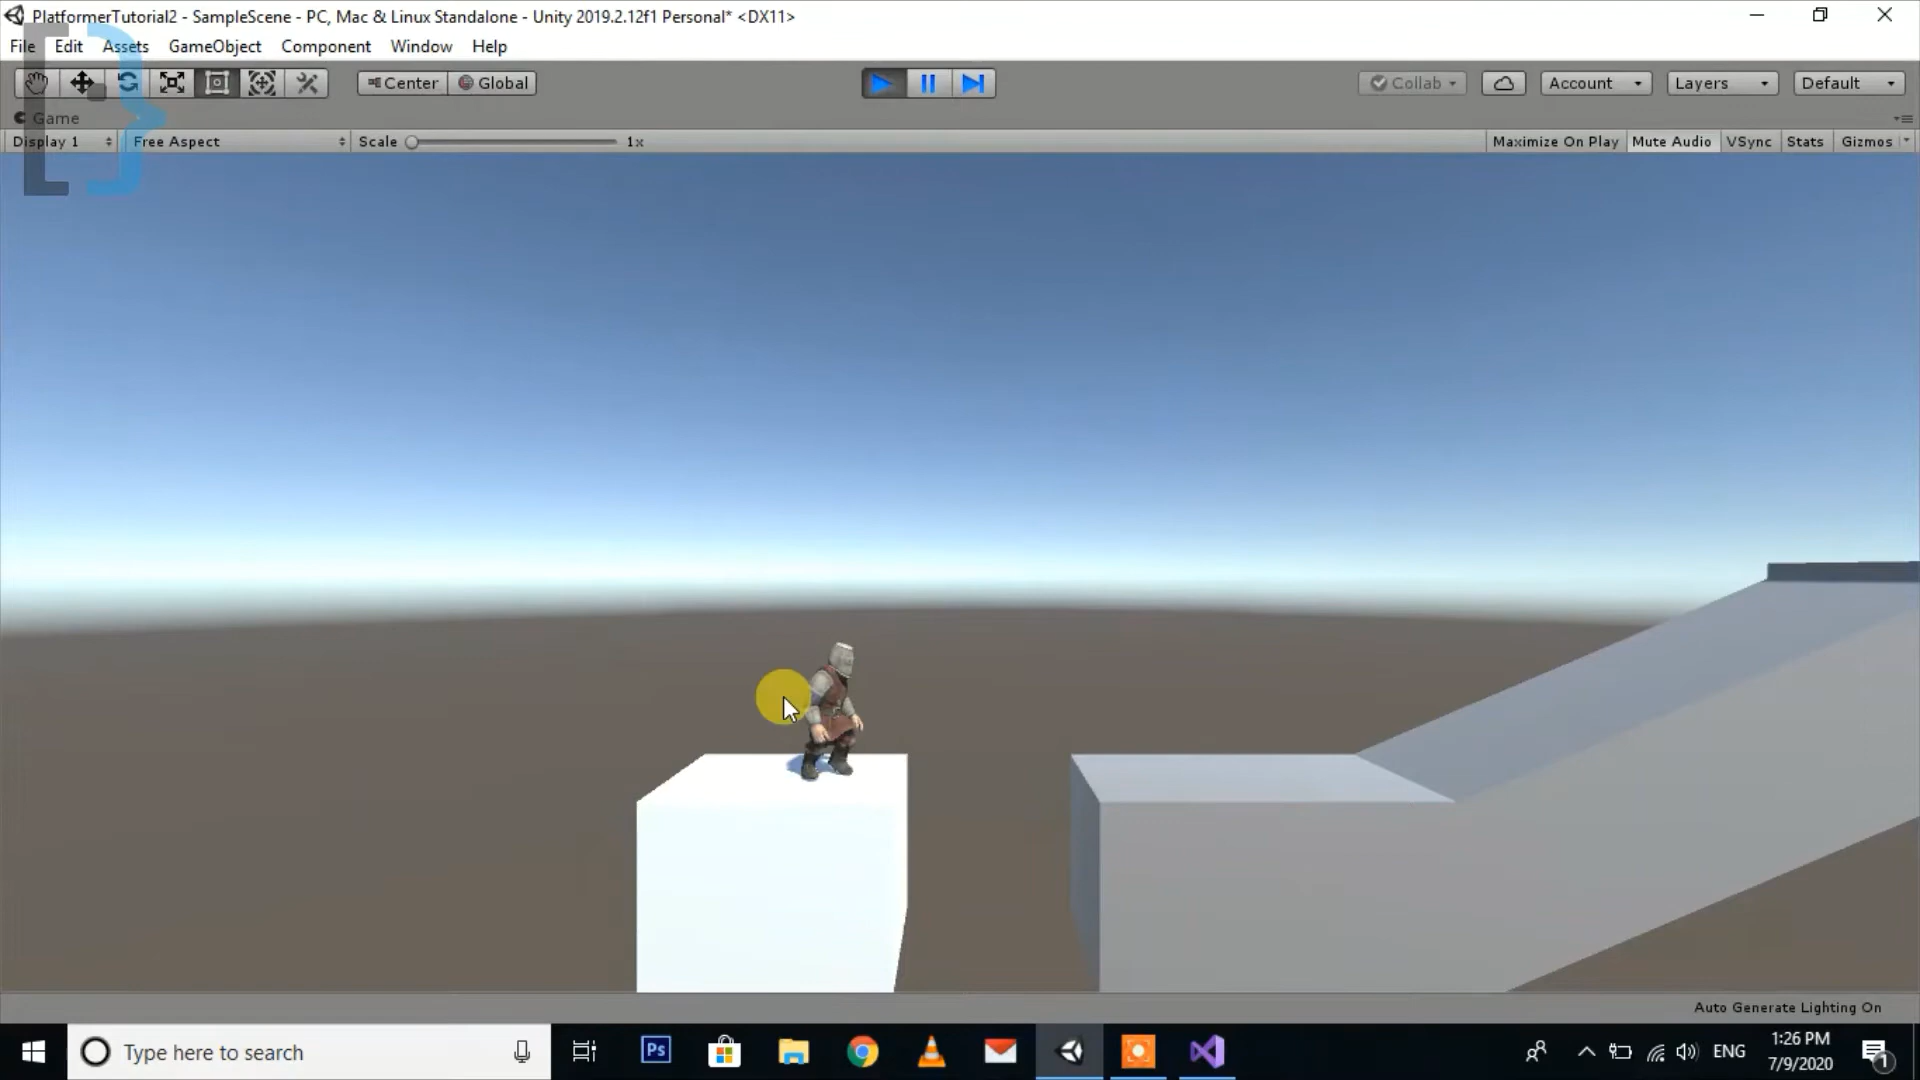 PlatformerTutorial2 - SampleScene - PC, Mac & Linux Standalone - Unity 2019.2.12f1 Personal* <DX11>
File Edit Assets GameObject Component Window Help
Center Global Collab Account Layers Default
Game
Display 1 Free Aspect Scale 1x Maximize On Play Mute Audio VSync Stats Gizmos
Auto Generate Lighting On
Type here to search Ps ENG 1:26 PM
7/9/2020 1